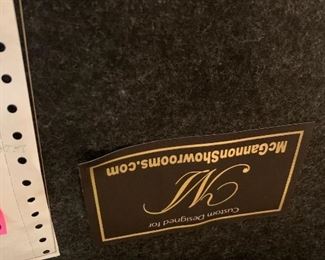 Custom Designed for
M
McGannonShowrooms.com